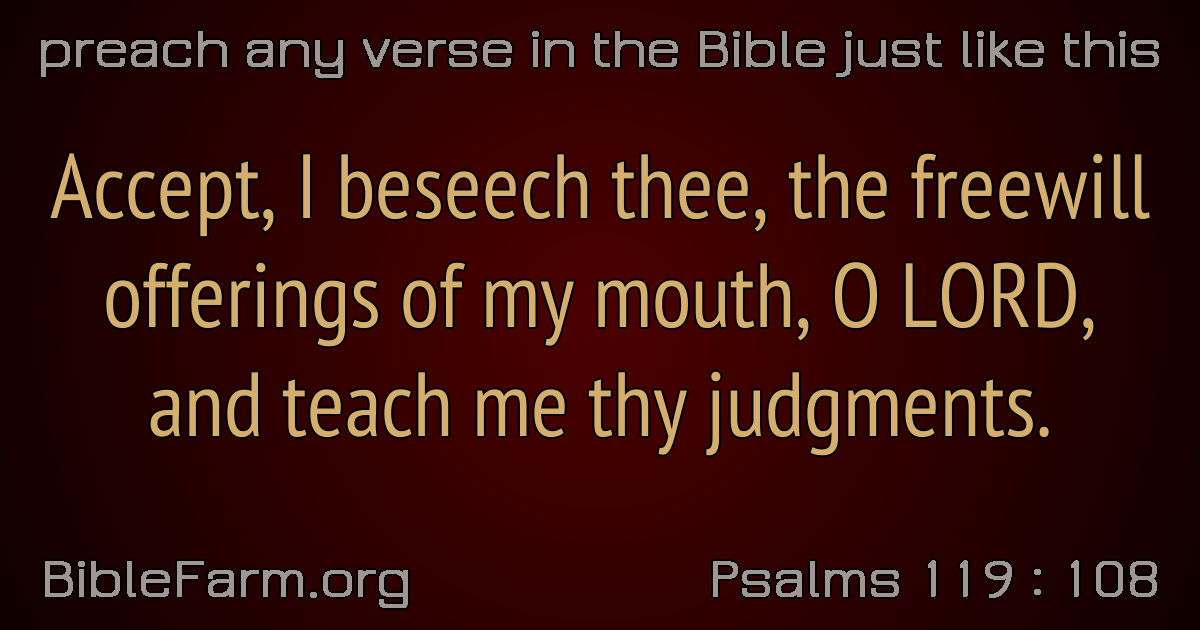 preach any verse in the Bible just like this
Accept, I beseech thee, the freewill
offerings of my mouth, O LORD,
and teach me thy judgments.
BibleFarm.org
Psalms 119 : 108